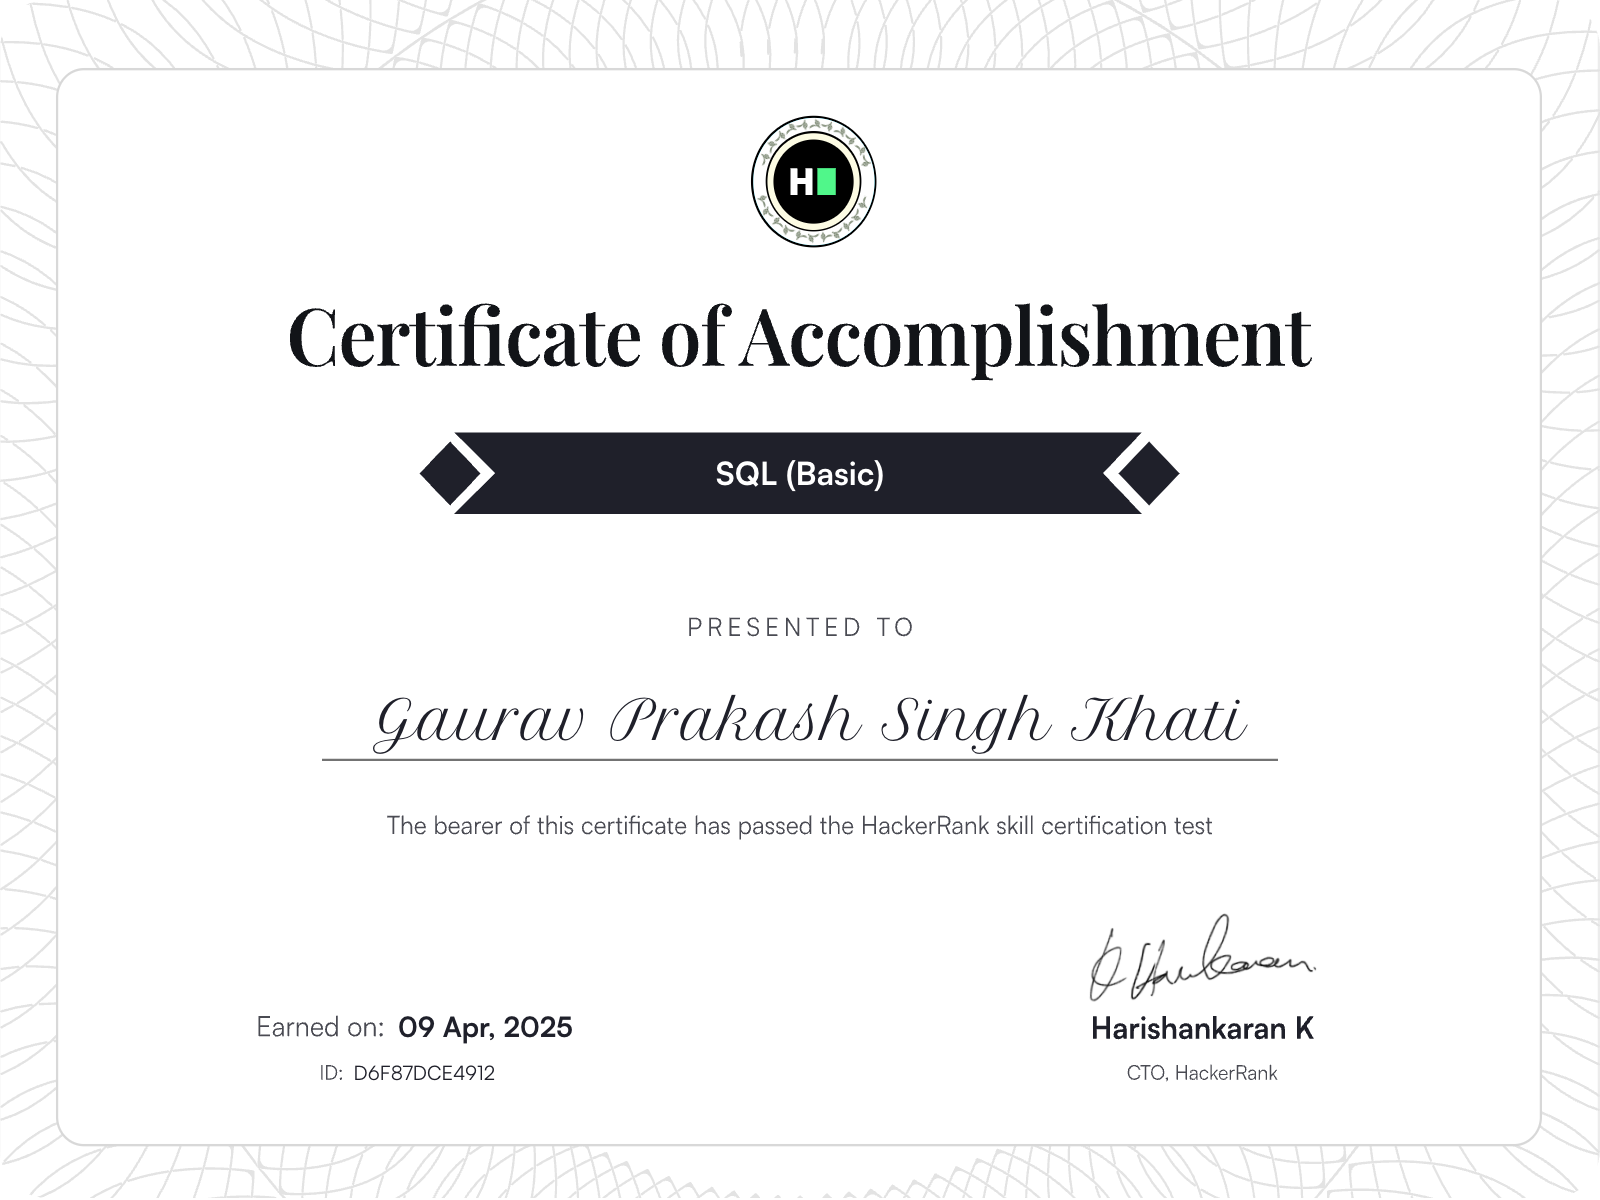 H
Certificate of Accomplishment
SQL (Basic)
PRESENTED TO
Gaurav Prakash Singh Khati
The bearer of this certificate has passed the HackerRank skill certification test
Earned on: 09 Apr, 2025
ID: D6F87DCE4912
Harishankaran K
CTO, HackerRank